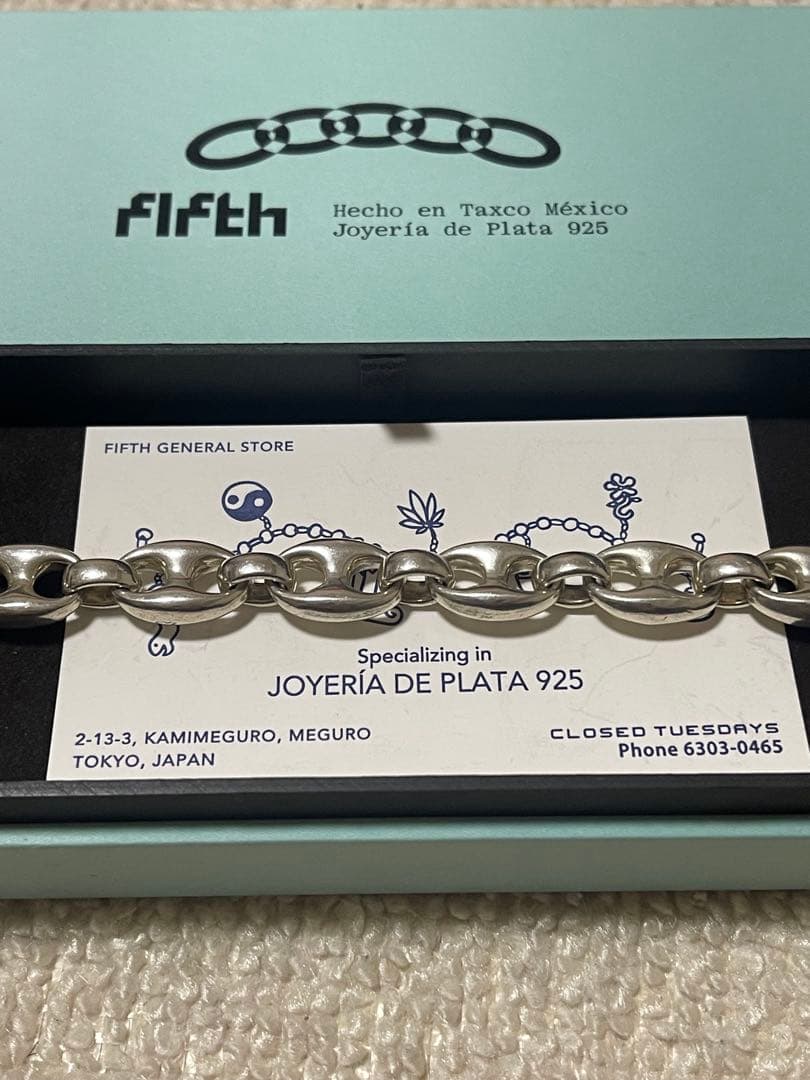 fifth
Hecho en Taxco México
Joyería de Plata 925
FIFTH GENERAL STORE
Specializing in
JOYERÍA DE PLATA 925
2-13-3, KAMIMEGURO, MEGURO
TOKYO, JAPAN
CLOSED TUESDAYS
Phone 6303-0465